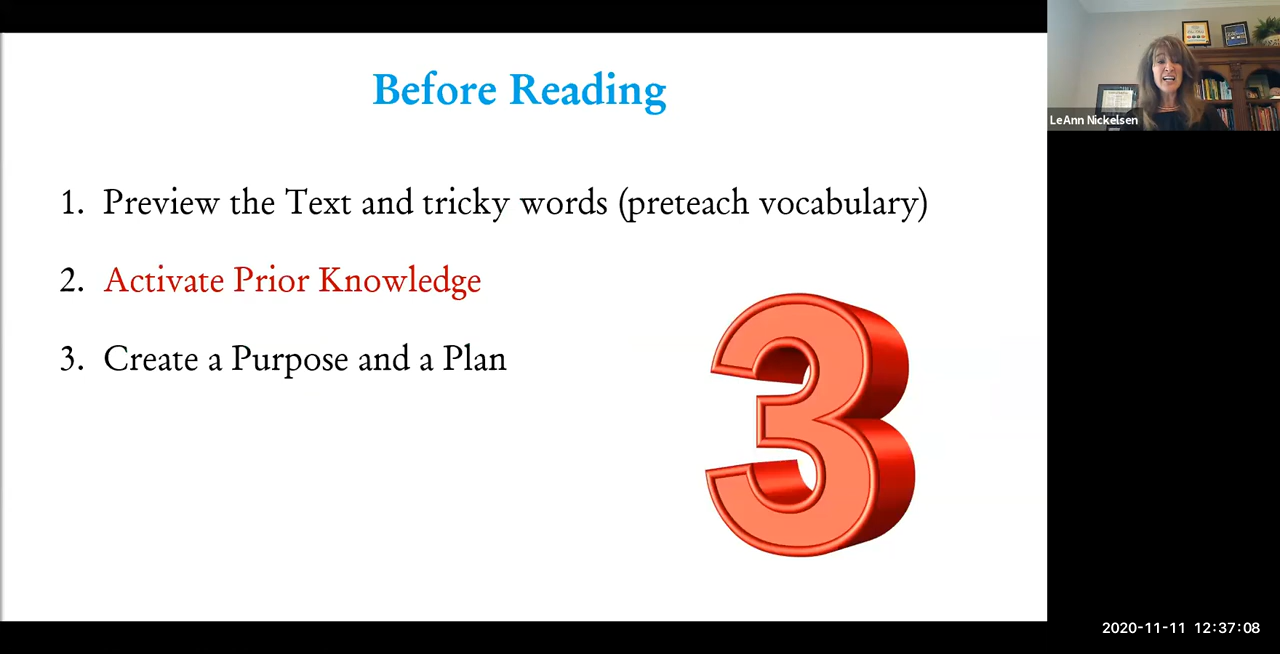 Before Reading
1. Preview the Text and tricky words (preteach vocabulary)
2. Activate Prior Knowledge
3. Create a Purpose and a Plan
3
LeAnn Nickelsen
2020-11-11 12:37:08